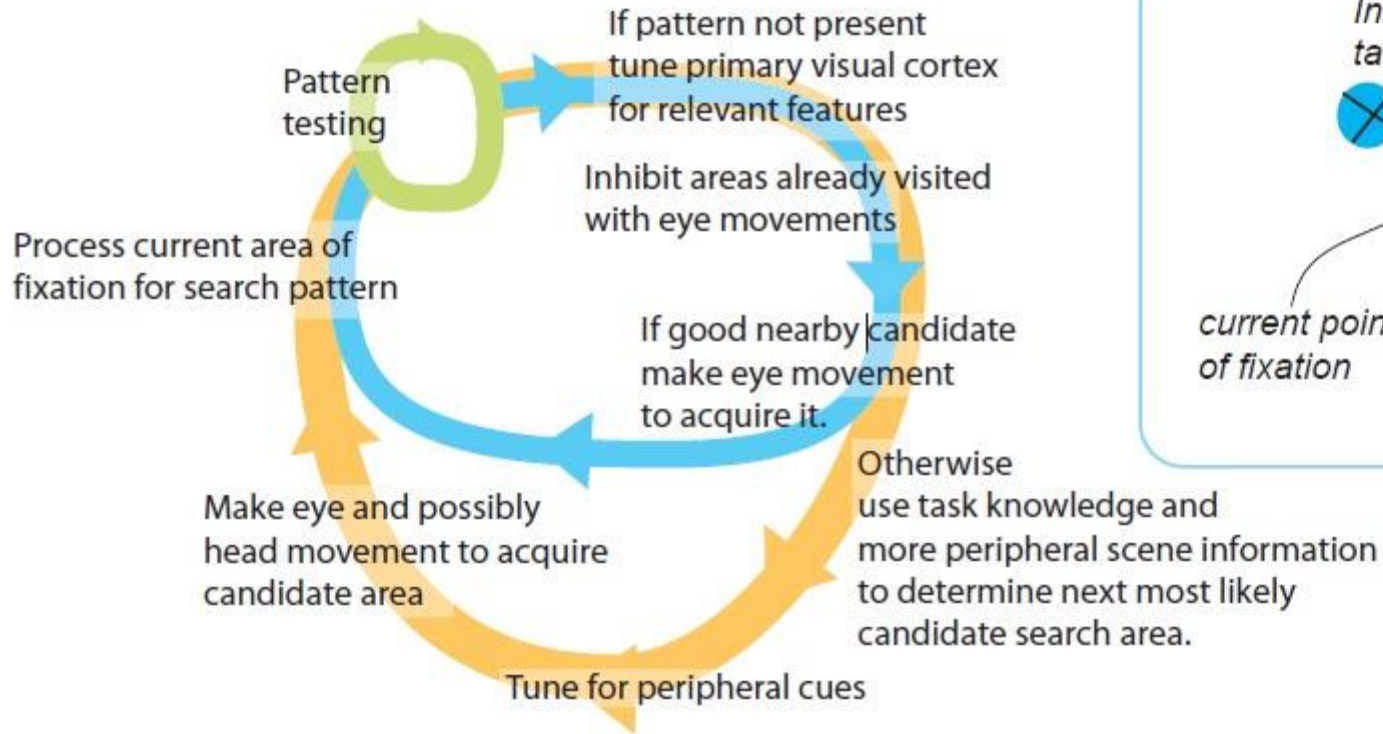 Pattern
testing
If pattern not present
tune primary visual cortex
for relevant features
Inhibit areas already visited
with eye movements
Process current area of
fixation for search pattern
If good nearby candidate
make eye movement
to acquire it.
Otherwise
use task knowledge and
more peripheral scene information
to determine next most likely
candidate search area.
Make eye and possibly
head movement to acquire
candidate area
Tune for peripheral cues
current
of fixation